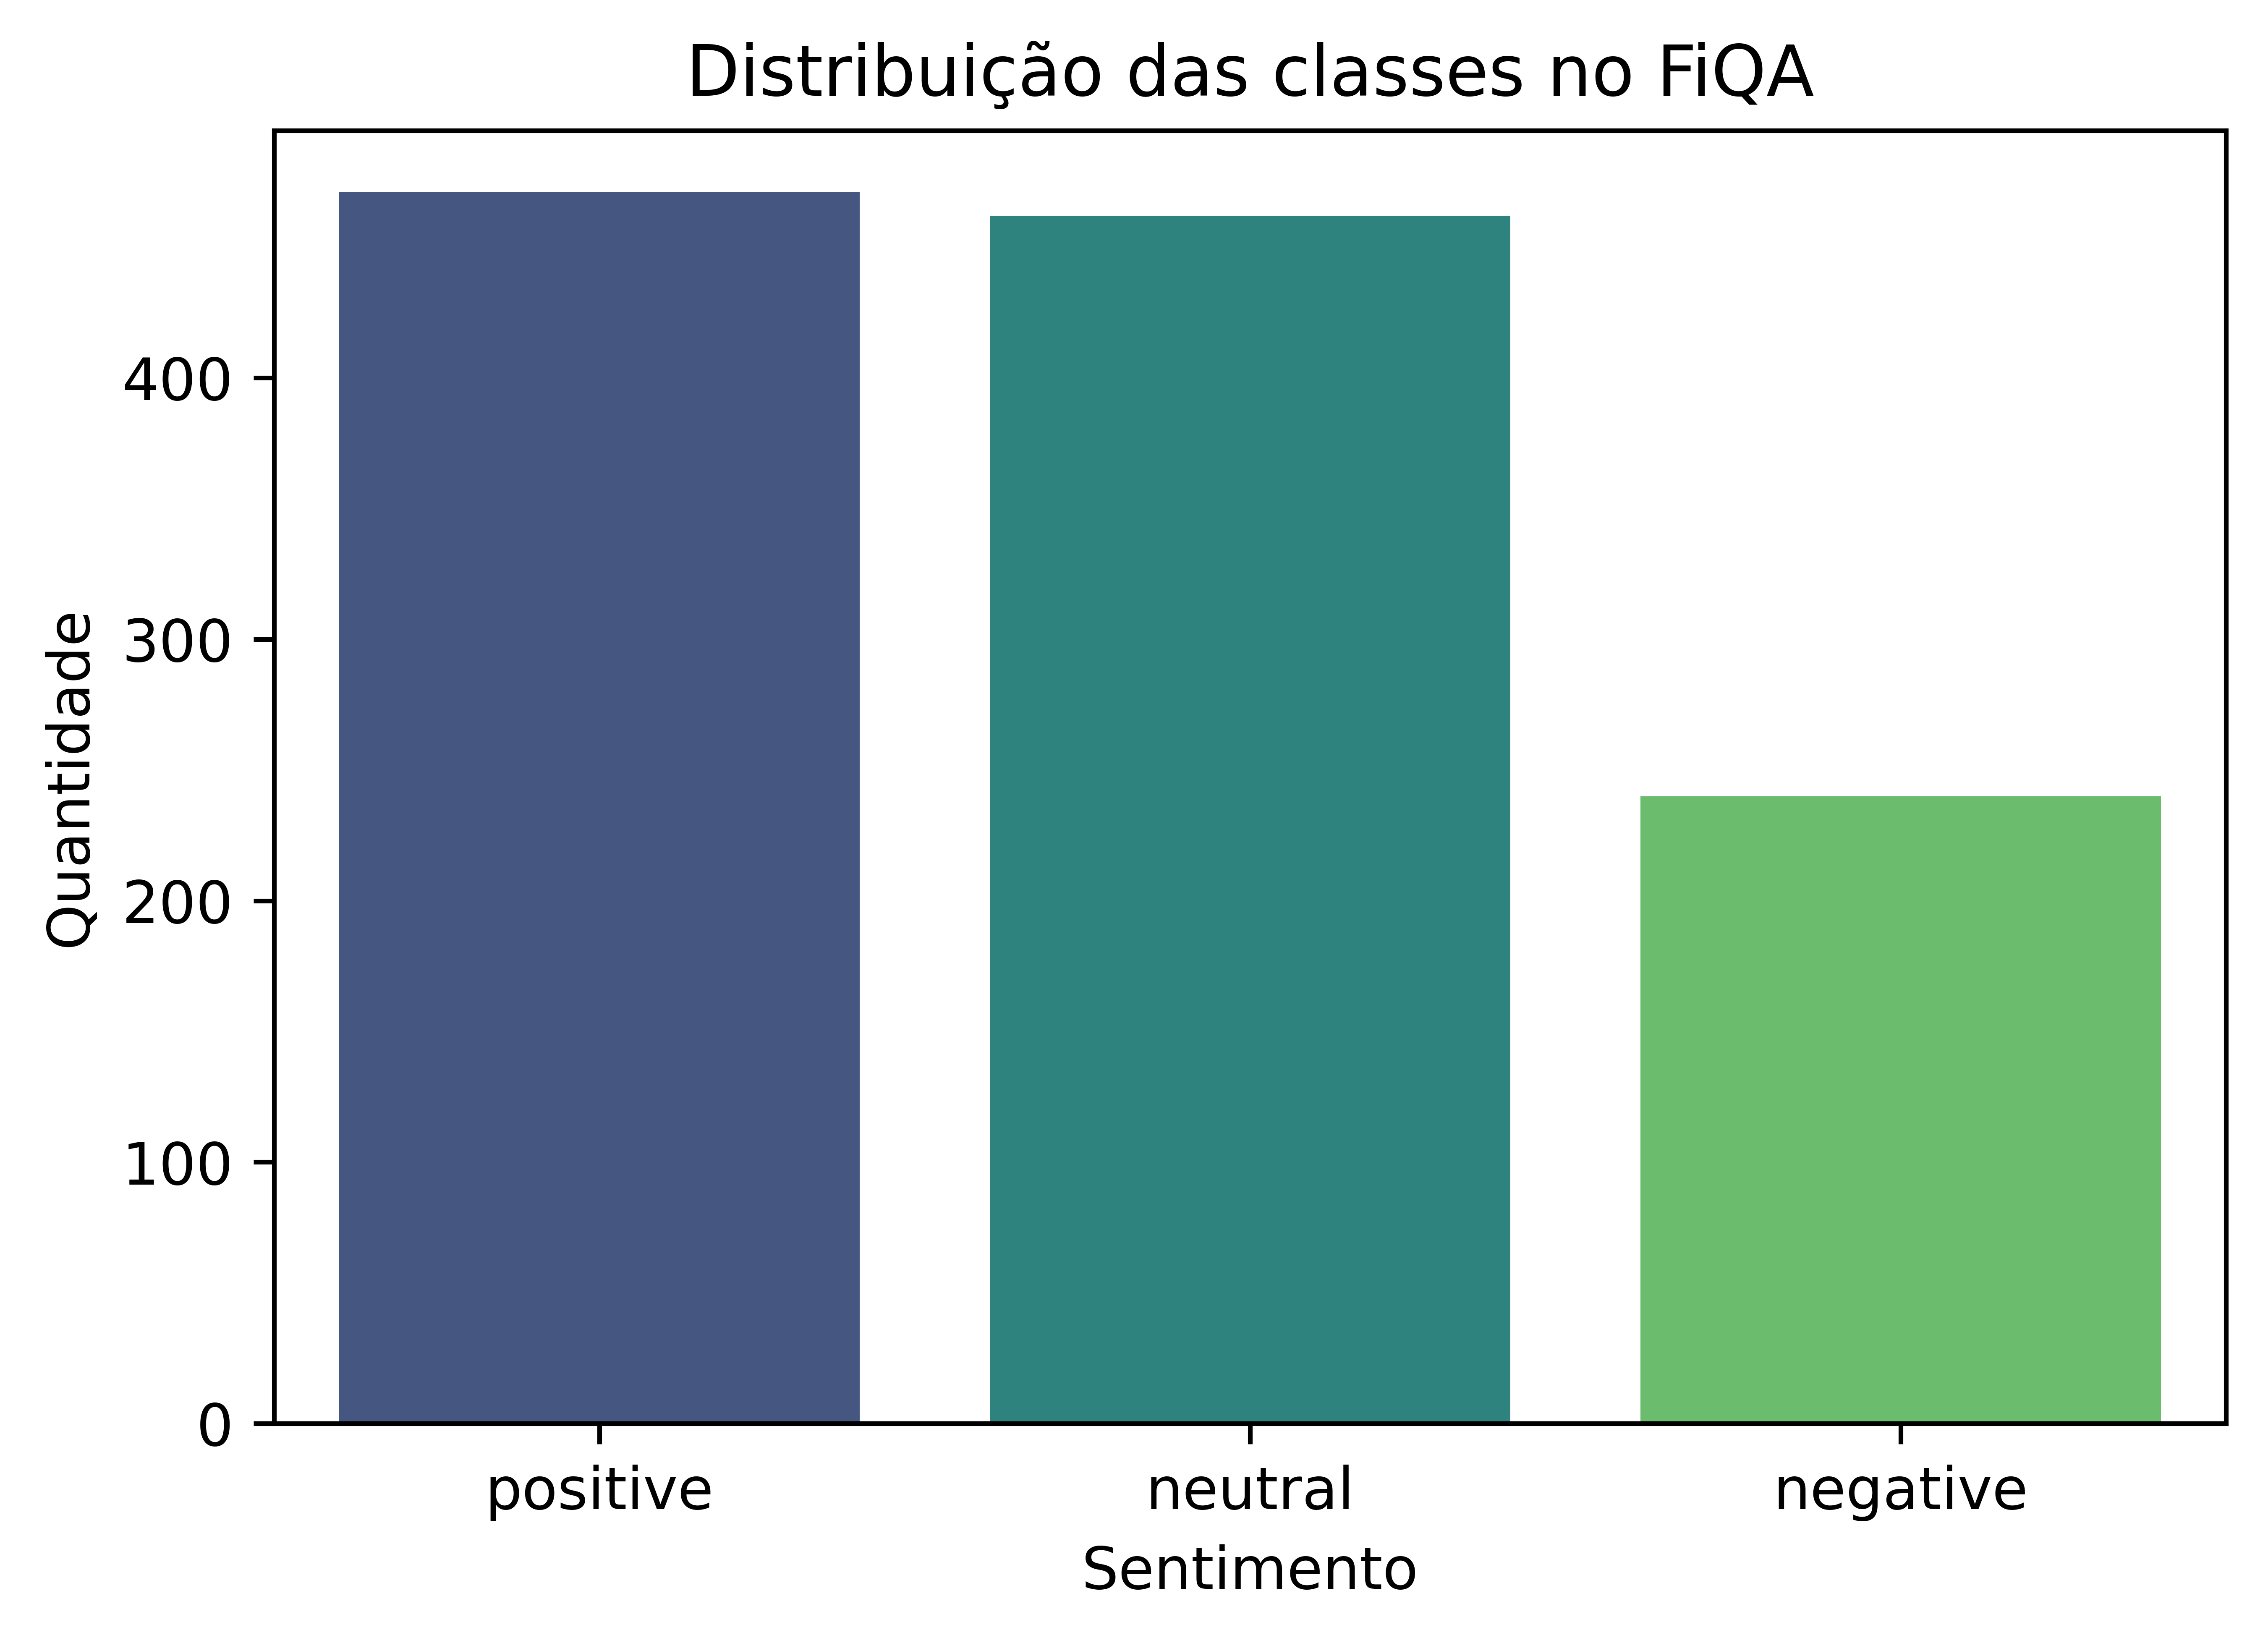 Distribuição das classes no FiQA
Quantidade
400
300
200
100
0
positive neutral negative
Sentimento